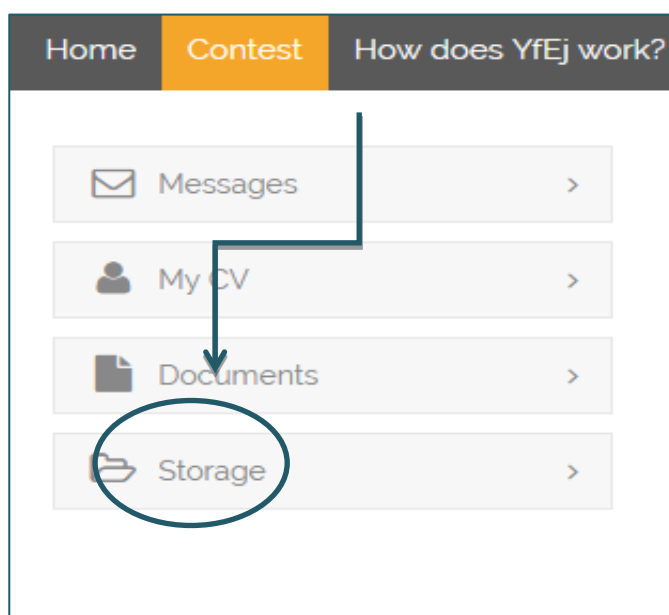 Home Contest How does YfEj work?
Messages
My CV
Documents
Storage